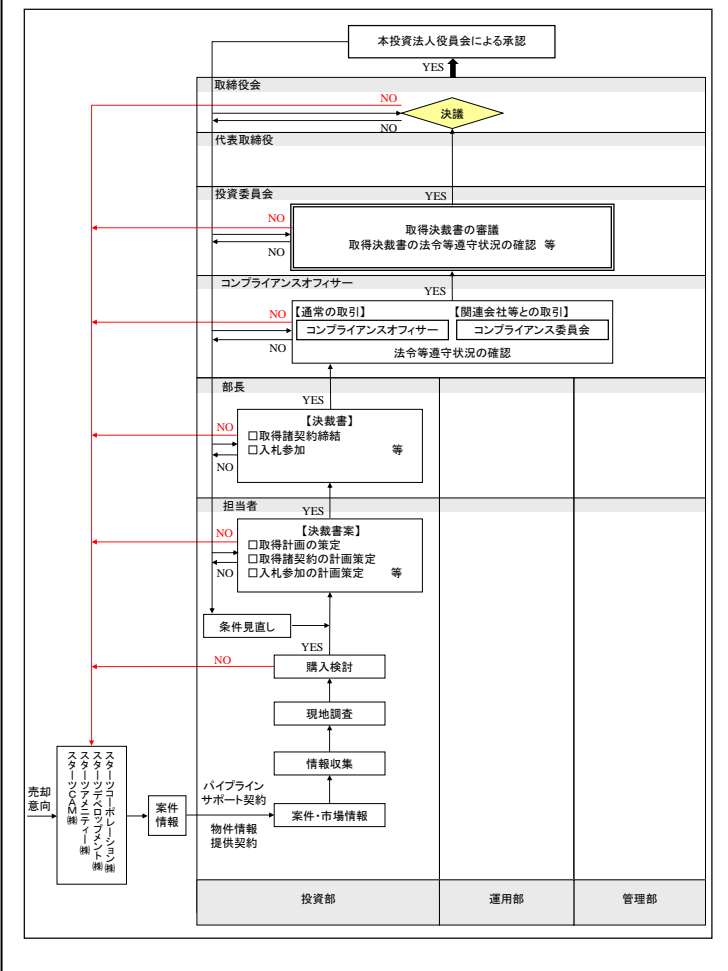 本投資法人役員会による承認
YES
取締役会
NO
決議
NO
代表取締役
投資委員会
YES
NO
取得決裁書の審議
取得決裁書の法令等遵守状況の確認 等
NO
コンプライアンスオフィサー
YES
【通常の取引】
【関連会社等との取引】
NO
コンプライアンスオフィサー
コンプライアンス委員会
NO
法令等遵守状況の確認
部長
YES
【決裁書】
NO
□取得諸契約締結
□入札参加 等
NO
担当者
YES
【決裁書案】
NO
□取得計画の策定
□取得諸契約の計画策定
□入札参加の計画策定 等
NO
条件見直し
YES
NO
購入検討
現地調査
情報収集
売却
意向
スターツコーポレーション㈱
スターツデベロップメント㈱
スターツアメニティー㈱
スターツCAM㈱
案件
情報
パイプライン
サポート契約
物件情報
提供契約
案件・市場情報
投資部
運用部
管理部